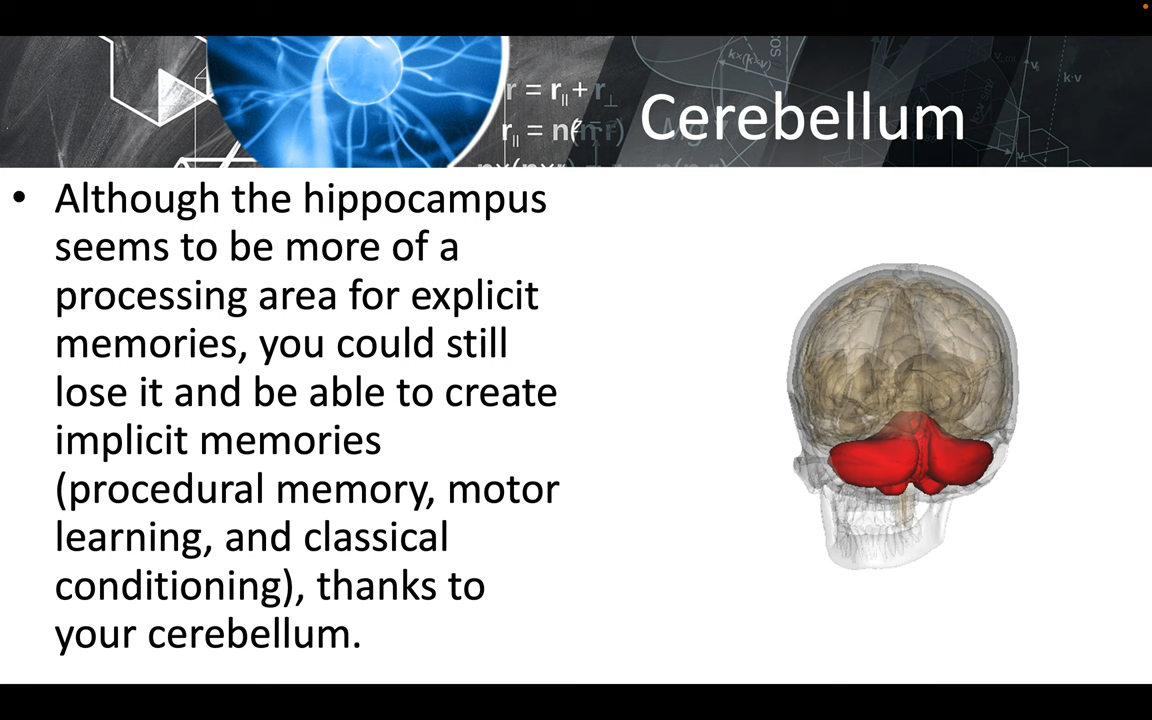 r = r|| + r⊥
k×(k×v)
cos
k·v
Cerebellum
• Although the hippocampus
seems to be more of a
processing area for explicit
memories, you could still
lose it and be able to create
implicit memories
(procedural memory, motor
learning, and classical
conditioning), thanks to
your cerebellum.